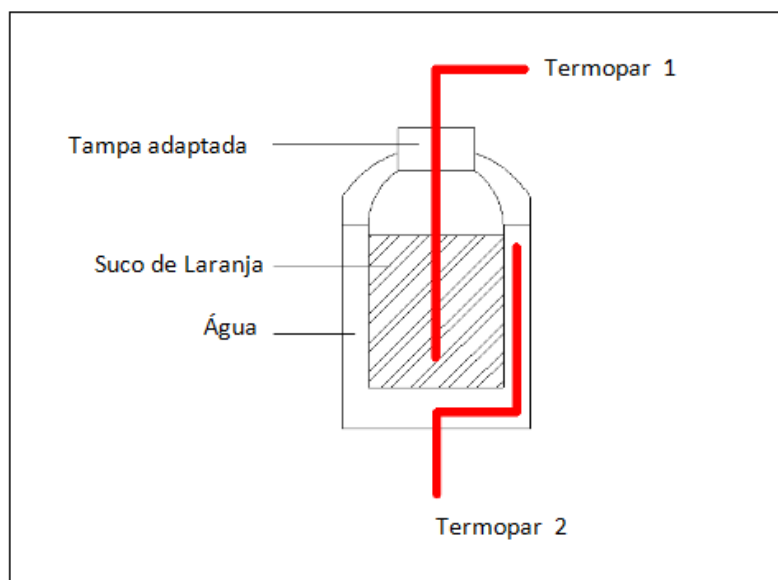 Termopar 1
Tampa adaptada
Suco de Laranja
Água
Termopar 2